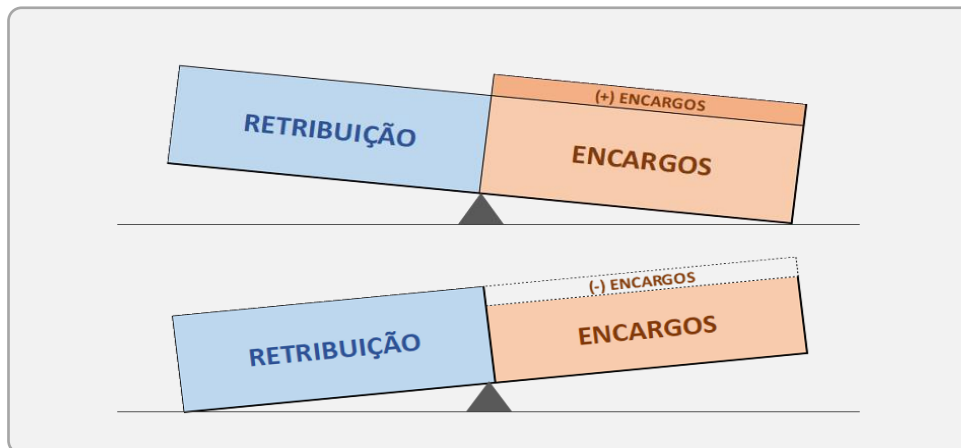 (+) ENCARGOS
RETRIBUIÇÃO
ENCARGOS
(-) ENCARGOS
RETRIBUIÇÃO
ENCARGOS